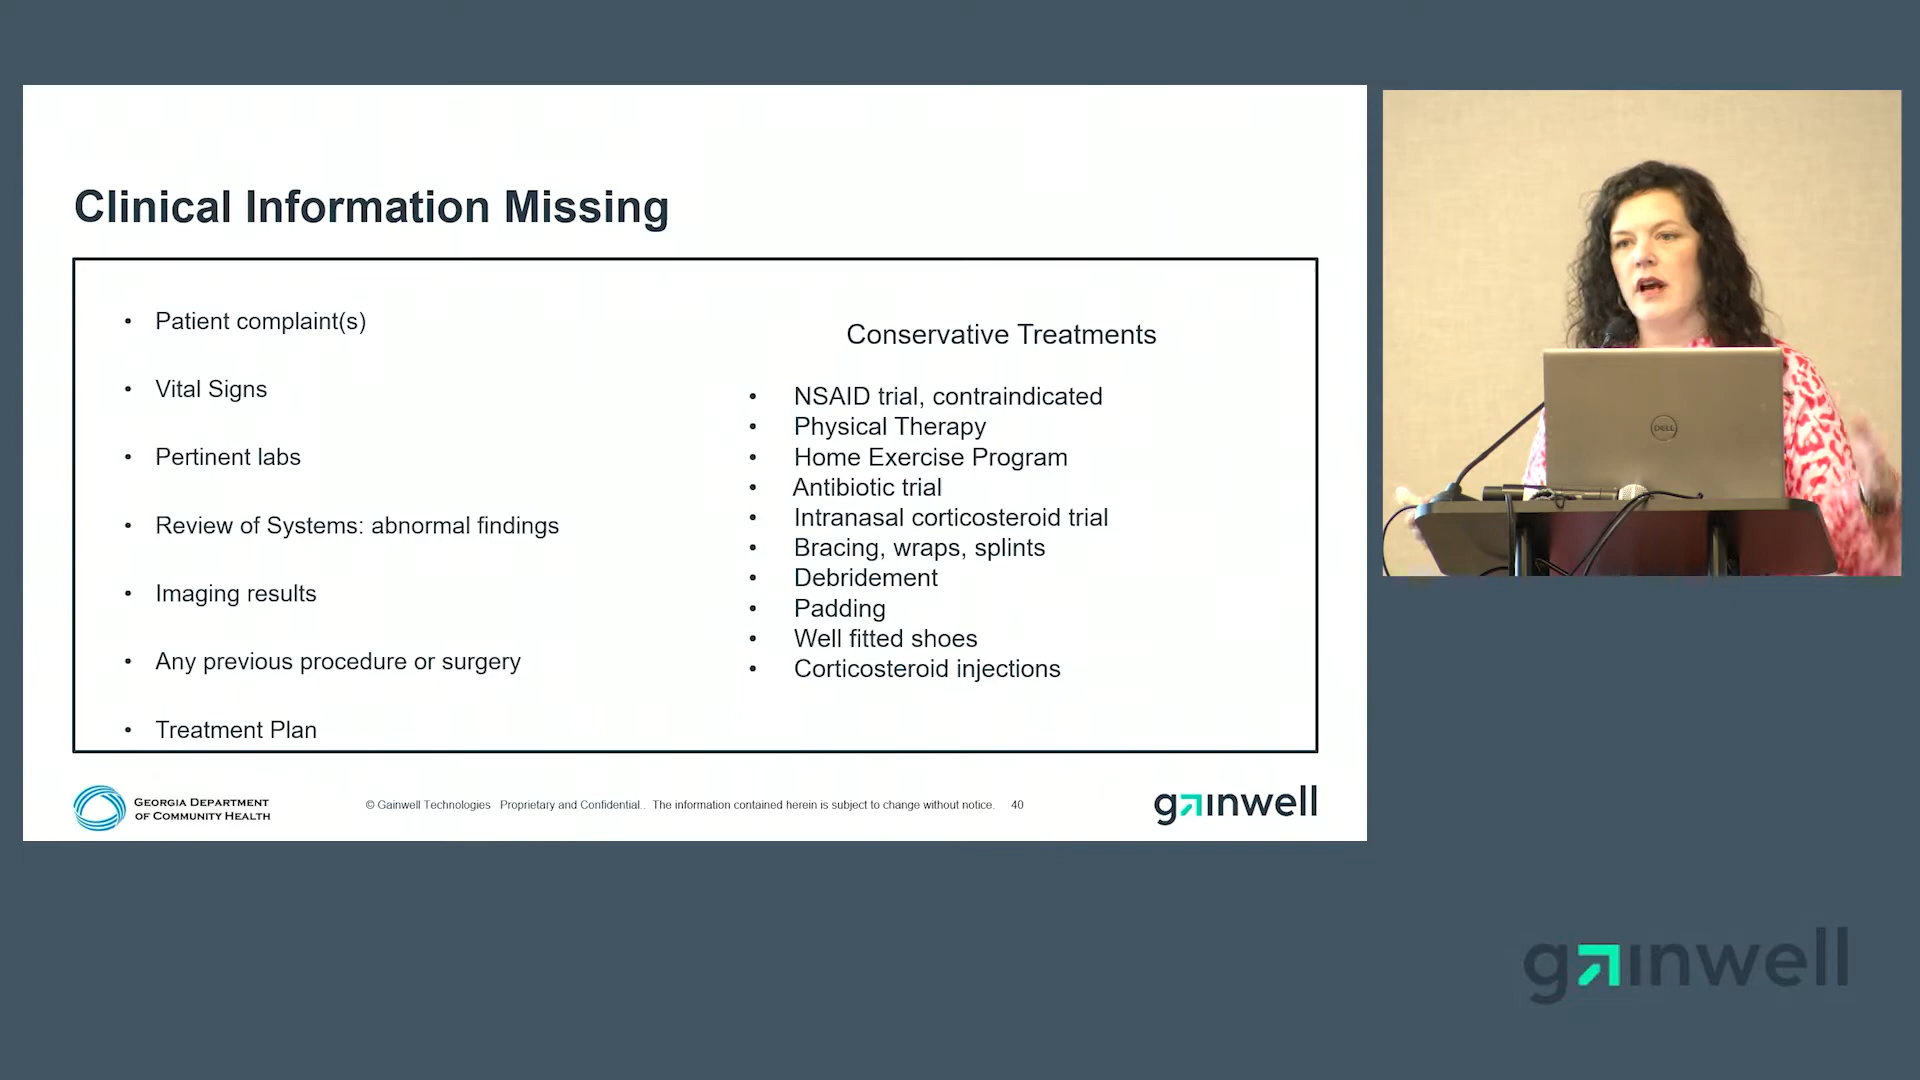 Clinical Information Missing
• Patient complaint(s)
• Vital Signs
• Pertinent labs
• Review of Systems: abnormal findings
• Imaging results
• Any previous procedure or surgery
• Treatment Plan
Conservative Treatments
• NSAID trial, contraindicated
• Physical Therapy
• Home Exercise Program
• Antibiotic trial
• Intranasal corticosteroid trial
• Bracing, wraps, splints
• Debridement
• Padding
• Well fitted shoes
• Corticosteroid injections
GEORGIA DEPARTMENT
OF COMMUNITY HEALTH
© Gainwell Technologies Proprietary and Confidential.. The information contained herein is subject to change without notice. 40
gainwell
DELL
gainwell